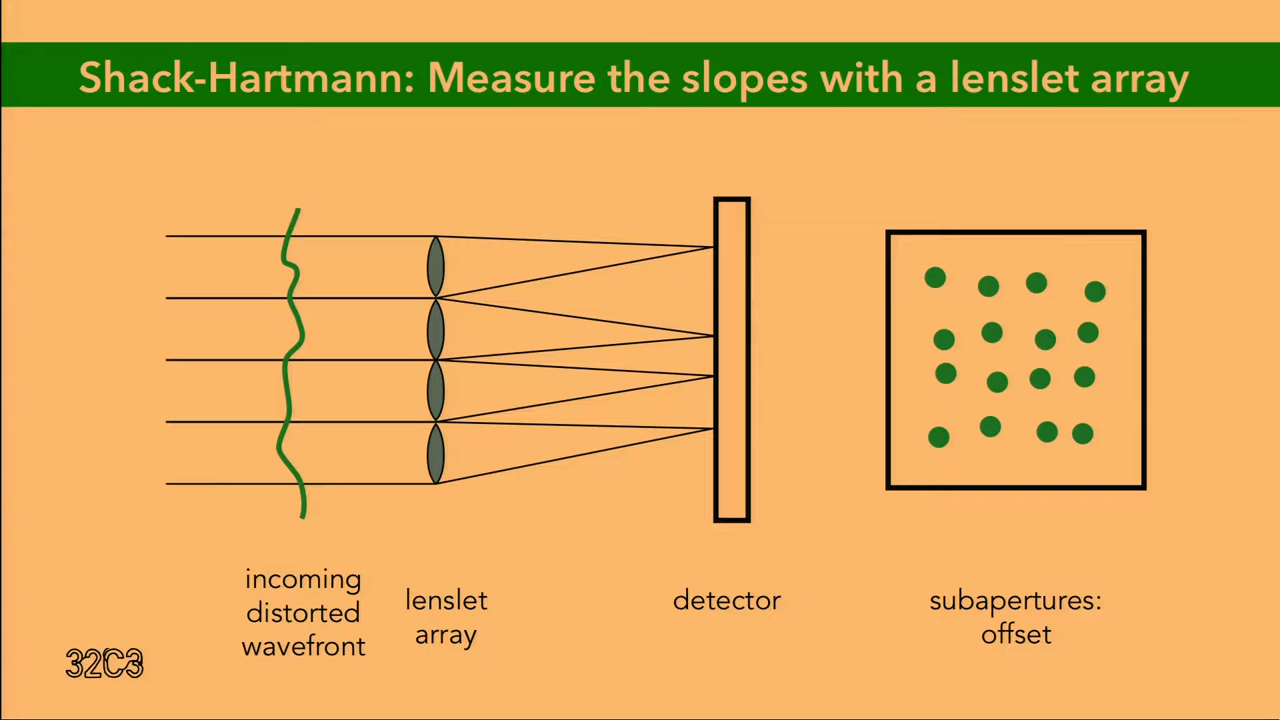 Shack-Hartmann: Measure the slopes with a lenslet array
incoming
distorted
wavefront
lenslet
array
detector
subapertures:
offset
32C3